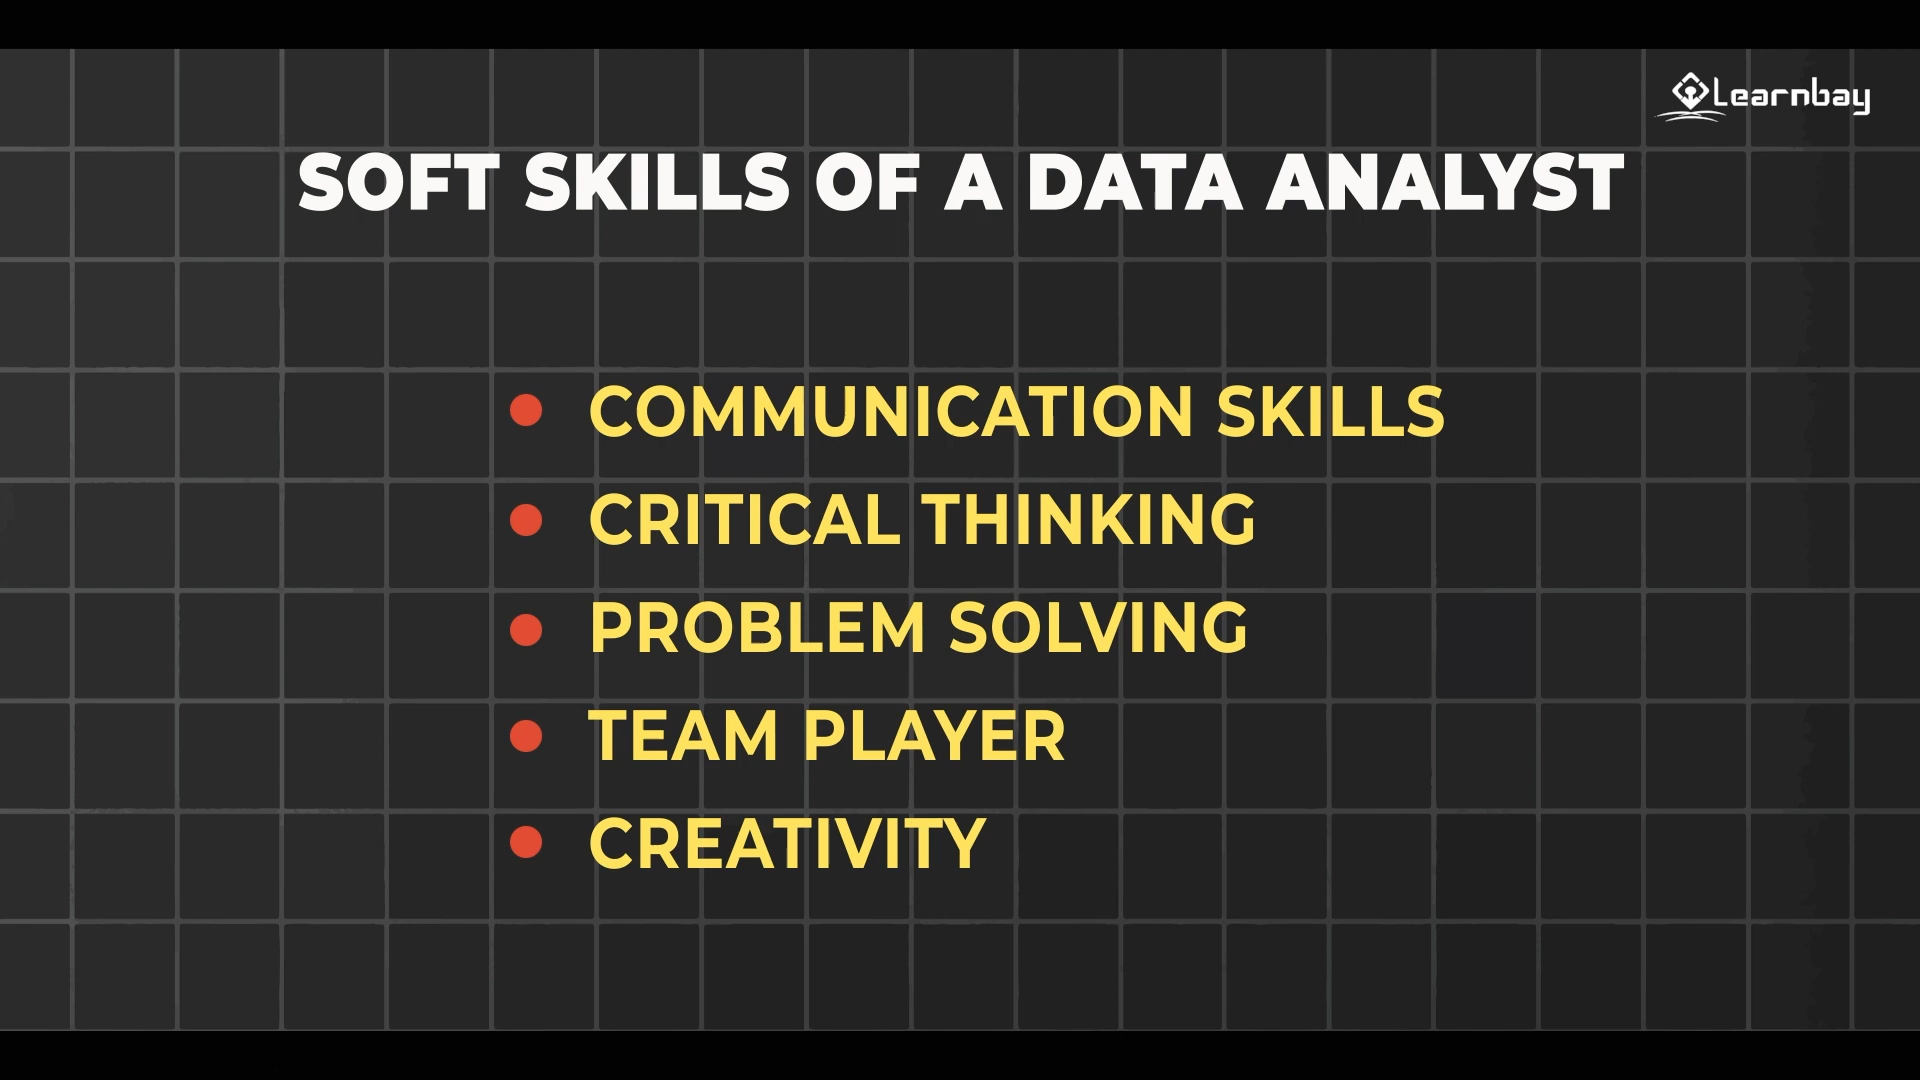 Learnbay
SOFT SKILLS OF A DATA ANALYST
COMMUNICATION SKILLS
CRITICAL THINKING
PROBLEM SOLVING
TEAM PLAYER
CREATIVITY